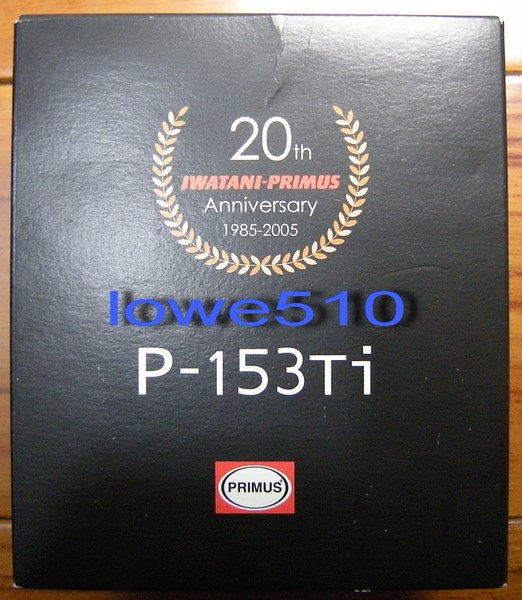 20th
IWATANI-PRIMUS
Anniversary
1985-2005
lowe510
P-153Ti
PRIMUS